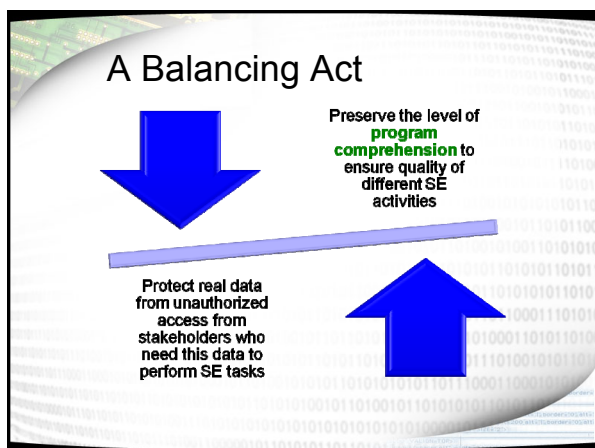 A Balancing Act
Preserve the level of
program
comprehension to
ensure quality of
different SE
activities
Protect real data
from unauthorized
access from
stakeholders who
need this data to
perform SE tasks